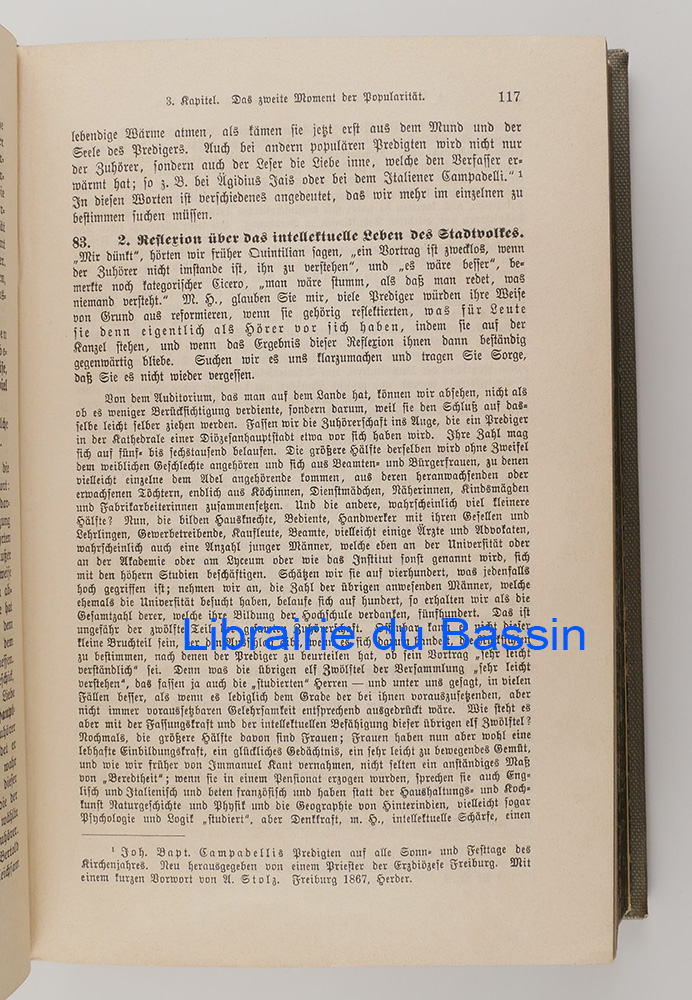 3. Kapitel. Das zweite Moment der Popularität. 117
lebendige Wärme atmen, als kämen sie jetzt erst aus dem Mund und der
Seele des Predigers. Auch bei andern populären Predigten wird nicht nur
der Zuhörer, sondern auch der Leser die Liebe inne, welche den Verfasser er-
wärmt hat; so z. B. bei Ägidius Jais oder bei dem Italiener Campadelli.“ ¹
In diesen Worten ist verschiedenes angedeutet, das wir mehr im einzelnen zu
bestimmen suchen müssen.
83. 2. Reflexion über das intellektuelle Leben des Stadtvolkes.
„Mir dünkt“, hörten wir früher Quintilian sagen, „ein Vortrag ist zwecklos, wenn
der Zuhörer nicht imstande ist, ihn zu verstehen“, und „es wäre besser“, be-
merkte noch kategorischer Cicero, „man wäre stumm, als daß man redet, was
niemand versteht.“ M. H., glauben Sie mir, viele Prediger würden ihre Weise
von Grund aus reformieren, wenn sie gehörig reflektierten, was für Leute
sie denn eigentlich als Hörer vor sich haben, indem sie auf der
Kanzel stehen, und wenn das Ergebnis dieser Reflexion ihnen dann beständig
gegenwärtig bliebe. Suchen wir es uns klarzumachen und tragen Sie Sorge,
daß Sie es nicht wieder vergessen.
Von dem Auditorium, das man auf dem Lande hat, können wir absehen, nicht als
ob es weniger Berücksichtigung verdiente, sondern darum, weil sie den Schluß auf das-
selbe leicht selber ziehen werden. Fassen wir die Zuhörerschaft ins Auge, die ein Prediger
in der Kathedrale einer Diözesanhauptstadt etwa vor sich haben wird. Ihre Zahl mag
sich auf fünf- bis sechstausend belaufen. Die größere Hälfte derselben wird ohne Zweifel
dem weiblichen Geschlechte angehören und sich aus Beamten- und Bürgerfrauen, zu denen
vielleicht einzelne dem Adel angehörende kommen, aus deren heranwachsenden oder
erwachsenen Töchtern, endlich aus Köchinnen, Dienstmädchen, Näherinnen, Kindsmägden
und Fabrikarbeiterinnen zusammensetzen. Und die andere, wahrscheinlich viel kleinere
Hälfte? Nun, die bilden Hausknechte, Bediente, Handwerker mit ihren Gesellen und
Lehrlingen, Gewerbetreibende, Kaufleute, Beamte, vielleicht einige Ärzte und Advokaten,
wahrscheinlich auch eine Anzahl junger Männer, welche eben an der Universität oder
an der Akademie oder am Lyceum oder wie das Institut sonst genannt wird, sich
mit den höhern Studien beschäftigen. Schätzen wir sie auf vierhundert, was jedenfalls
hoch gegriffen ist; nehmen wir an, die Zahl der übrigen anwesenden Männer, welche
ehemals die Universität besucht haben, belaufe sich auf hundert, so erhalten wir als die
Gesamtzahl derer, welche ihre Bildung der Hochschule verdanken, fünfhundert. Das ist
ungefähr der zwölfte Teil der
kleine Bruchteil sein, der den
zu bestimmen, nach denen der Prediger zu beurteilen hat, ob sein Vortrag „sehr leicht
verständlich“ sei. Denn was die übrigen elf Zwölftel der Versammlung „sehr leicht
verstehen“, das fassen ja auch die „studierten“ Herren — und unter uns gesagt, in vielen
Fällen besser, als wenn es lediglich dem Grade der bei ihnen vorauszusetzenden, aber
nicht immer voraussetzbaren Gelehrsamkeit entsprechend ausgedrückt wäre. Wie steht es
aber mit der Fassungskraft und der intellektuellen Befähigung dieser übrigen elf Zwölftel?
Nochmals, die größere Hälfte davon sind Frauen; Frauen haben nun aber wohl eine
lebhafte Einbildungskraft, ein glückliches Gedächtnis, ein sehr leicht zu bewegendes Gemüt,
und wie wir früher von Immanuel Kant vernahmen, nicht selten ein anständiges Maß
von „Beredtheit“; wenn sie in einem Pensionat erzogen wurden, sprechen sie auch Eng-
lisch und Italienisch und beten französisch und haben statt der Haushaltungs- und Koch-
kunst Naturgeschichte und Physik und die Geographie von Hinterindien, vielleicht sogar
Psychologie und Logik „studiert“, aber Denkkraft, m. H., intellektuelle Schärfe, einen
¹ Joh. Bapt. Campadellis Predigten auf alle Sonn- und Festtage des
Kirchenjahres. Neu herausgegeben von einem Priester der Erzdiözese Freiburg. Mit
einem kurzen Vorwort von A. Stolz. Freiburg 1867, Herder.
Librairie du Bassin